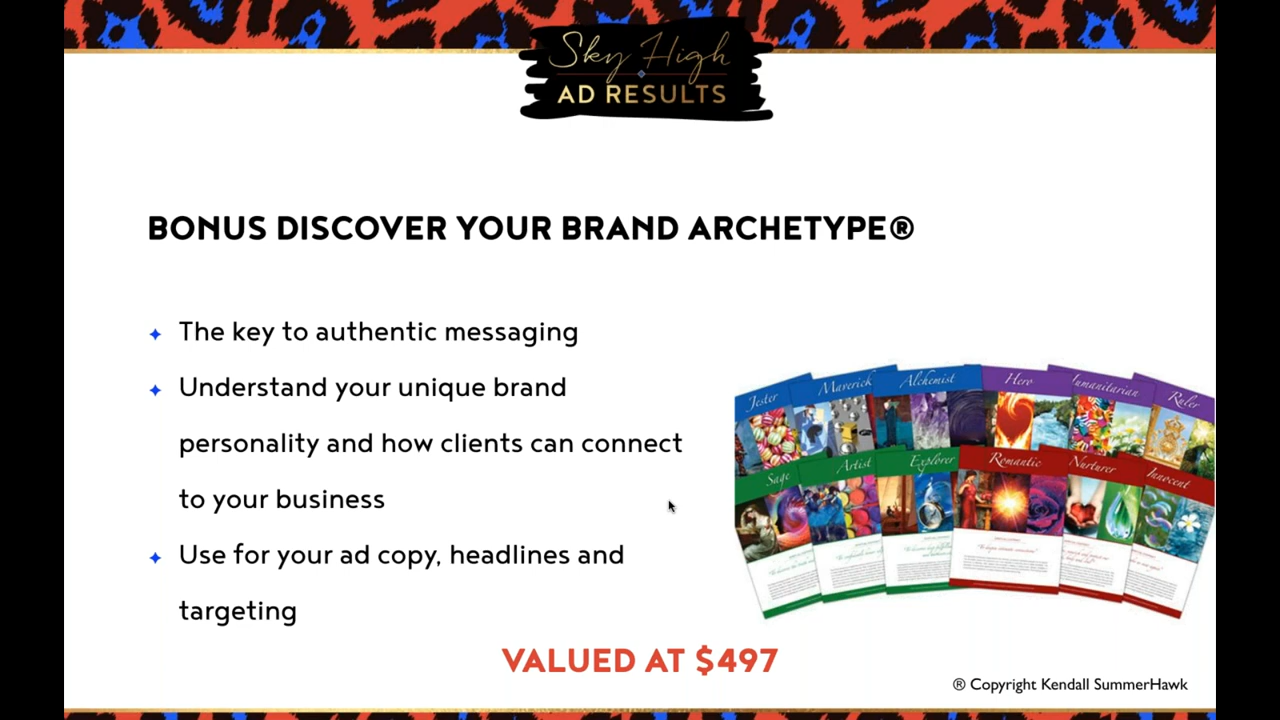 Sky High
AD RESULTS
BONUS DISCOVER YOUR BRAND ARCHETYPE®
The key to authentic messaging
Understand your unique brand
personality and how clients can connect
to your business
Use for your ad copy, headlines and
targeting
Jester
Maverick
Alchemist
Hero
umanitarian
Ruler
Sage
Artist
Explorer
Romantic
Nurturer
Innocent
VALUED AT $497
® Copyright Kendall SummerHawk